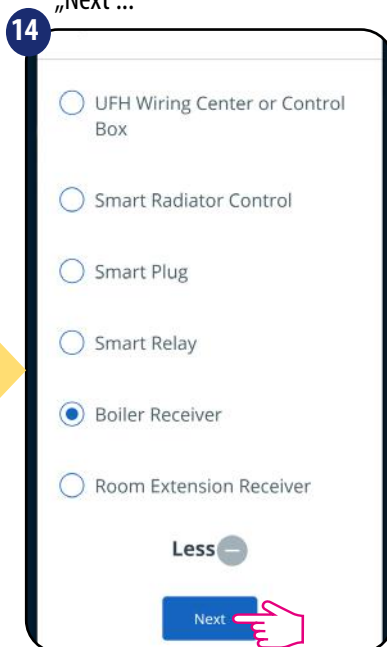 „Next ...
14
UFH Wiring Center or Control
Box
Smart Radiator Control
Smart Plug
Smart Relay
Boiler Receiver
Room Extension Receiver
Less
Next